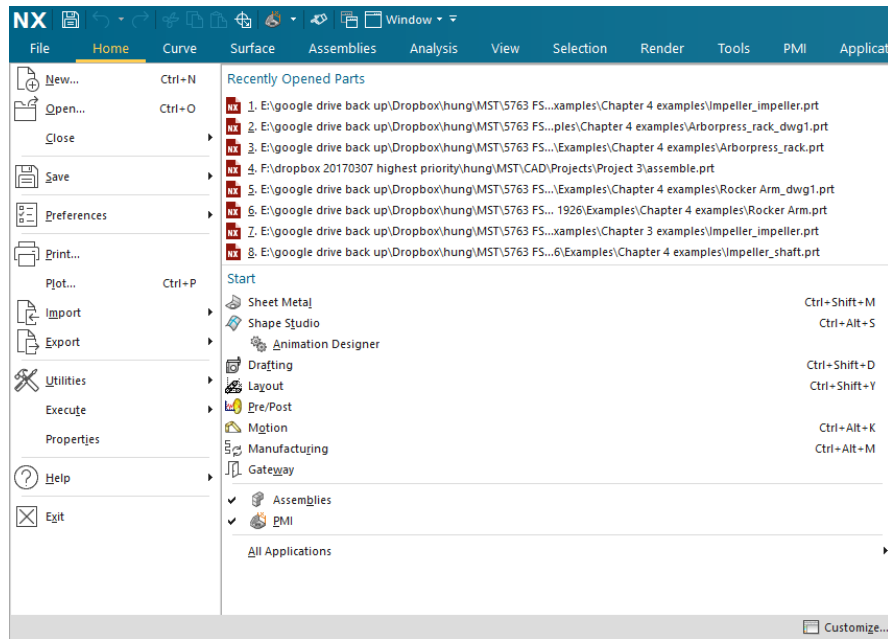 NX Window
File Home Curve Surface Assemblies Analysis View Selection Render Tools PMI Applicat
New... Ctrl+N
Open... Ctrl+O
Close
Save
Preferences
Print...
Plot... Ctrl+P
Import
Export
Utilities
Execute
Properties
Help
Exit
Recently Opened Parts
1. E:\google drive back up\Dropbox\hung\MST\5763 FS...xamples\Chapter 4 examples\Impeller_impeller.prt
2. E:\google drive back up\Dropbox\hung\MST\5763 FS...ples\Chapter 4 examples\Arborpress_rack_dwg1.prt
3. E:\google drive back up\Dropbox\hung\MST\5763 FS...\Examples\Chapter 4 examples\Arborpress_rack.prt
4. F:\dropbox 20170307 highest priority\hung\MST\CAD\Projects\Project 3\assemble.prt
5. E:\google drive back up\Dropbox\hung\MST\5763 FS...\Examples\Chapter 4 examples\Rocker Arm_dwg1.prt
6. E:\google drive back up\Dropbox\hung\MST\5763 FS... 1926\Examples\Chapter 4 examples\Rocker Arm.prt
7. E:\google drive back up\Dropbox\hung\MST\5763 FS...xamples\Chapter 3 examples\Impeller_impeller.prt
8. E:\google drive back up\Dropbox\hung\MST\5763 FS...6\Examples\Chapter 4 examples\Impeller_shaft.prt
Start
Sheet Metal Ctrl+Shift+M
Shape Studio Ctrl+Alt+S
Animation Designer
Drafting Ctrl+Shift+D
Layout Ctrl+Shift+Y
Pre/Post
Motion Ctrl+Alt+K
Manufacturing Ctrl+Alt+M
Gateway
Assemblies
PMI
All Applications
Customize...